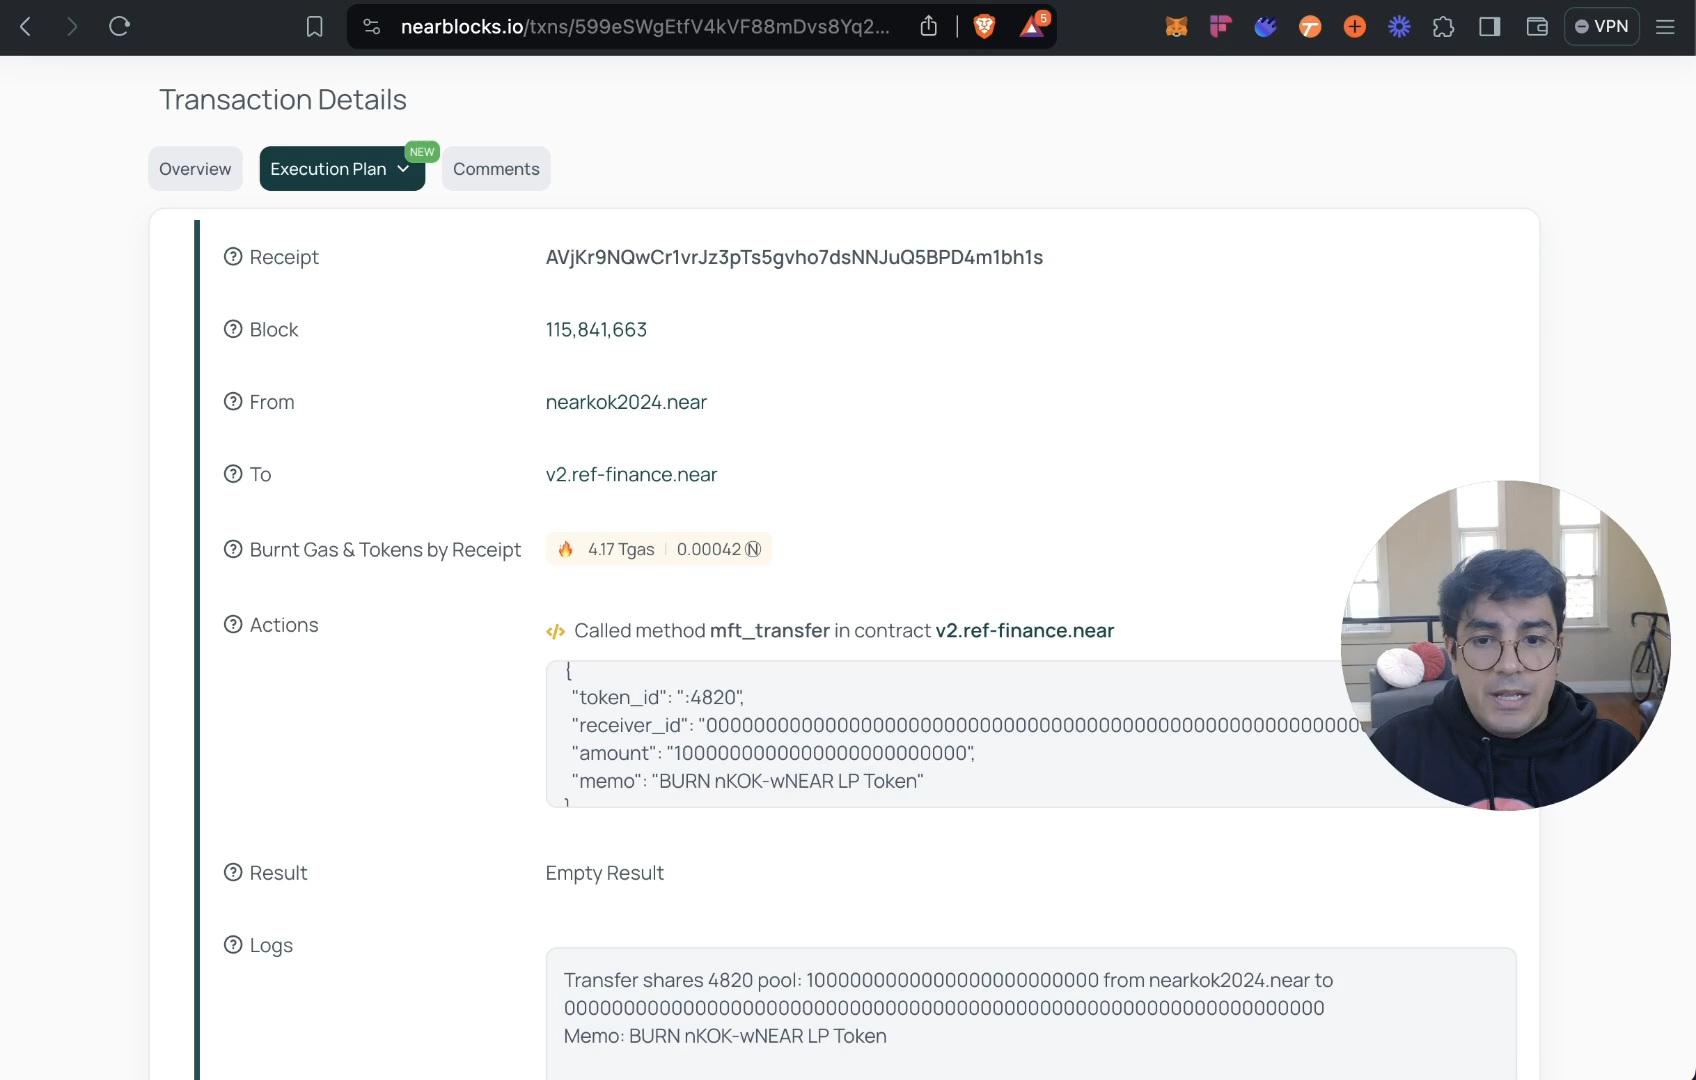 nearblocks.io/txns/599eSWgEtfV4kVF88mDvs8Yq2...
5
VPN
Transaction Details
Overview
Execution Plan
NEW
Comments
Receipt
AVjKr9NQwCr1vrJz3pTs5gvho7dsNNJuQ5BPD4m1bh1s
Block
115,841,663
From
nearkok2024.near
To
v2.ref-finance.near
Burnt Gas & Tokens by Receipt
4.17 Tgas | 0.00042 Ⓝ
Actions
</> Called method mft_transfer in contract v2.ref-finance.near
{
"token_id": ":4820",
"receiver_id": "0000000000000000000000000000000000000000000000000000000
"amount": "1000000000000000000000000",
"memo": "BURN nKOK-wNEAR LP Token"
}
Result
Empty Result
Logs
Transfer shares 4820 pool: 1000000000000000000000000 from nearkok2024.near to
0000000000000000000000000000000000000000000000000000000000000000
Memo: BURN nKOK-wNEAR LP Token